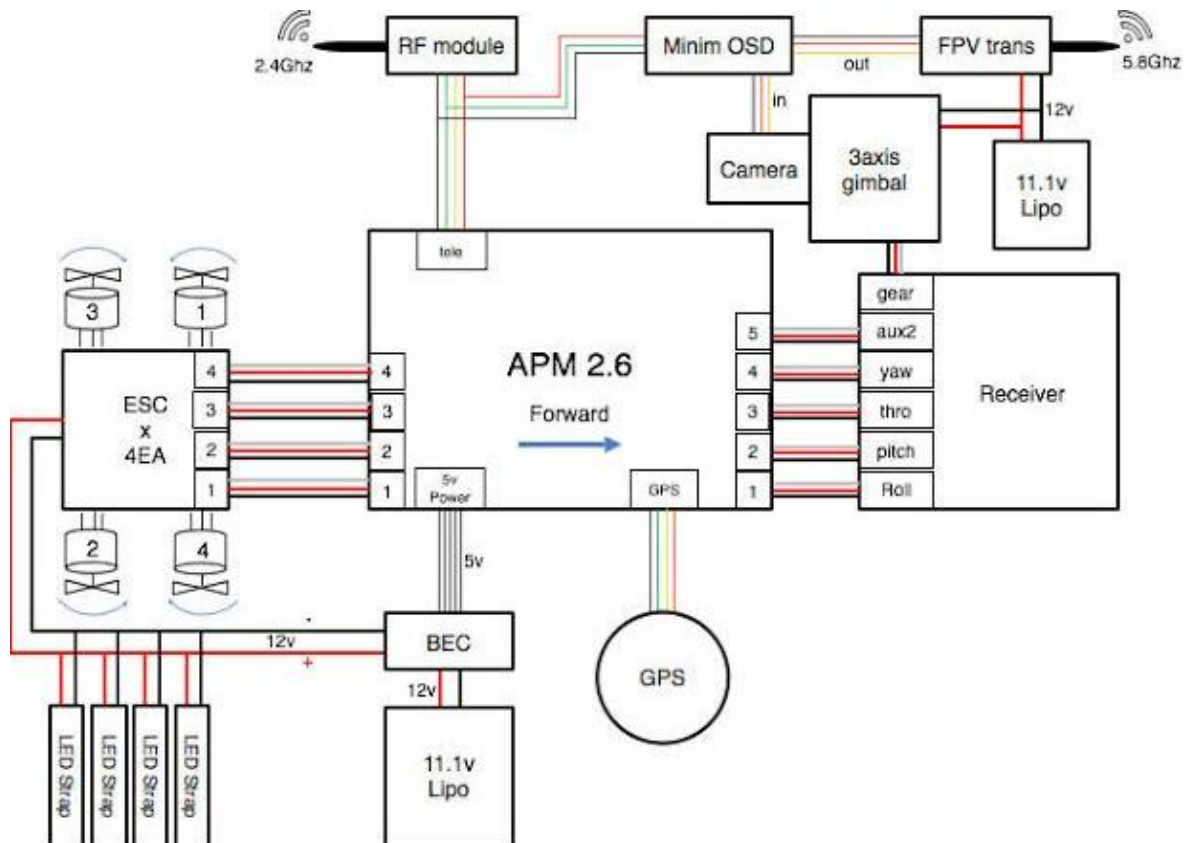 RF module
Minim OSD
FPV trans
2.4Ghz
out
5.8Ghz
in
12v
Camera
3axis
gimbal
11.1v
Lipo
tele
3
1
gear
5
aux2
4
4
APM 2.6
4
yaw
ESC
x
4EA
3
3
Forward
3
thro
Receiver
2
2
2
pitch
1
1
5v
Power
GPS
1
Roll
2
4
5v
-
12v
+
BEC
GPS
12v
LED Strap
LED Strap
LED Strap
LED Strap
11.1v
Lipo